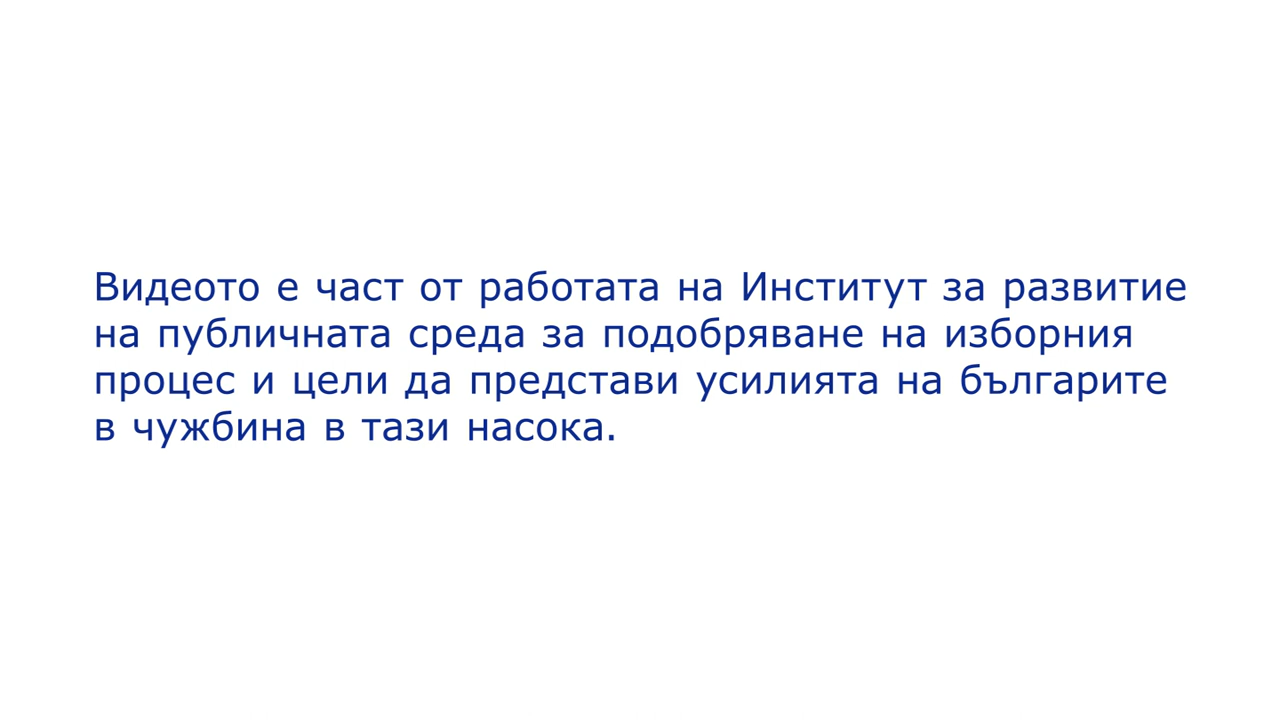 Видеото е част от работата на Институт за развитие
на публичната среда за подобряване на изборния
процес и цели да представи усилията на българите
в чужбина в тази насока.